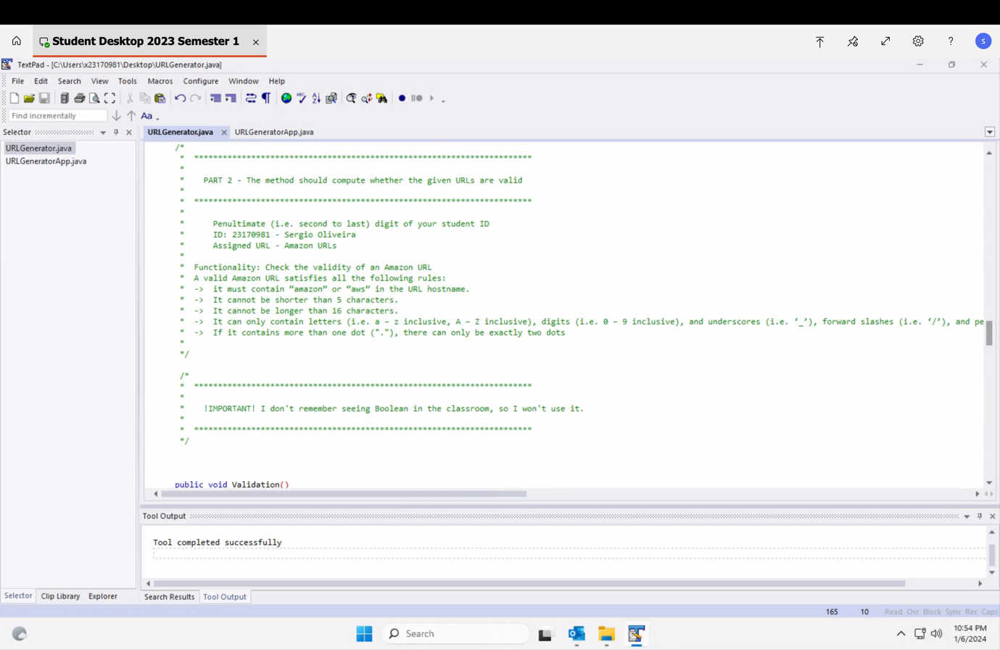 Student Desktop 2023 Semester 1
?
S
TextPad - [C:\Users\x23170981\Desktop\URLGenerator.java]
File Edit Search View Tools Macros Configure Window Help
Find incrementally
Aa
Selector
URLGenerator.java URLGeneratorApp.java
URLGenerator.java
URLGeneratorApp.java
/*
* ***********************************************************************
*
* PART 2 - The method should compute whether the given URLs are valid
*
* ***********************************************************************
*
* Penultimate (i.e. second to last) digit of your student ID
* ID: 23170981 - Sergio Oliveira
* Assigned URL - Amazon URLs
*
* Functionality: Check the validity of an Amazon URL
* A valid Amazon URL satisfies all the following rules:
* -> it must contain “amazon” or “aws” in the URL hostname.
* -> It cannot be shorter than 5 characters.
* -> It cannot be longer than 16 characters.
* -> It can only contain letters (i.e. a – z inclusive, A – Z inclusive), digits (i.e. 0 – 9 inclusive), and underscores (i.e. ‘_’), forward slashes (i.e. ‘/’), and pe
* -> If it contains more than one dot ("."), there can only be exactly two dots
*
*/
/*
* ***********************************************************************
*
* !IMPORTANT! I don't remember seeing Boolean in the classroom, so I won't use it.
*
* ***********************************************************************
*/
public void Validation()
Tool Output
Tool completed successfully
Selector Clip Library Explorer
Search Results Tool Output
165 10 Read Ovr Block Sync Rec Caps
Search
10:54 PM
1/6/2024